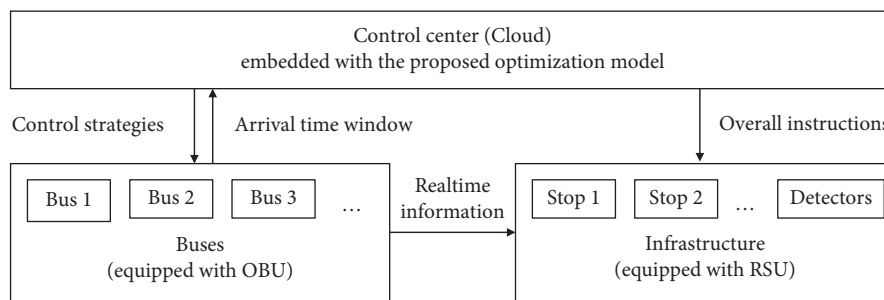 Control center (Cloud)
embedded with the proposed optimization model
Control strategies
Arrival time window
Overall instructions
Bus 1
Bus 2
Bus 3
...
Buses
(equipped with OBU)
Realtime
information
Stop 1
Stop 2
...
Detectors
Infrastructure
(equipped with RSU)